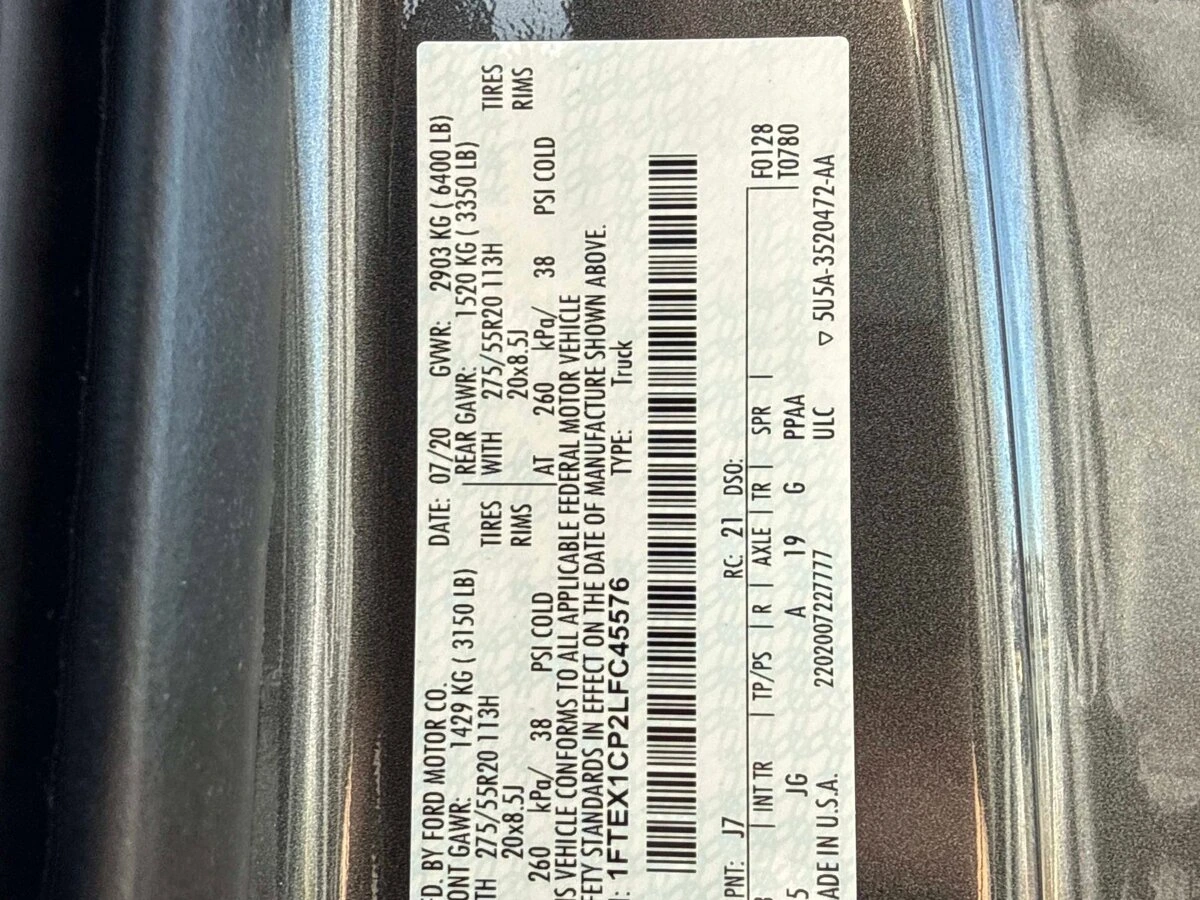 FD. BY FORD MOTOR CO. DATE: 07/20 GVWR: 2903 KG ( 6400 LB)
ONT GAWR: 1429 KG ( 3150 LB) REAR GAWR: 1520 KG ( 3350 LB)
TH 275/55R20 113H TIRES WITH 275/55R20 113H TIRES
20x8.5J RIMS 20x8.5J RIMS
260 kPa/ 38 PSI COLD AT 260 kPa/ 38 PSI COLD
IS VEHICLE CONFORMS TO ALL APPLICABLE FEDERAL MOTOR VEHICLE
FETY STANDARDS IN EFFECT ON THE DATE OF MANUFACTURE SHOWN ABOVE.
: 1FTEX1CP2LFC45576 TYPE: Truck
PNT: J7 RC: 21 DSO:
INT TR TP/PS R AXLE TR SPR F0128
5 JG A 19 G PPAA T0780
ADE IN U.S.A. 2202007227777 ULC ▽ 5U5A-3520472-AA